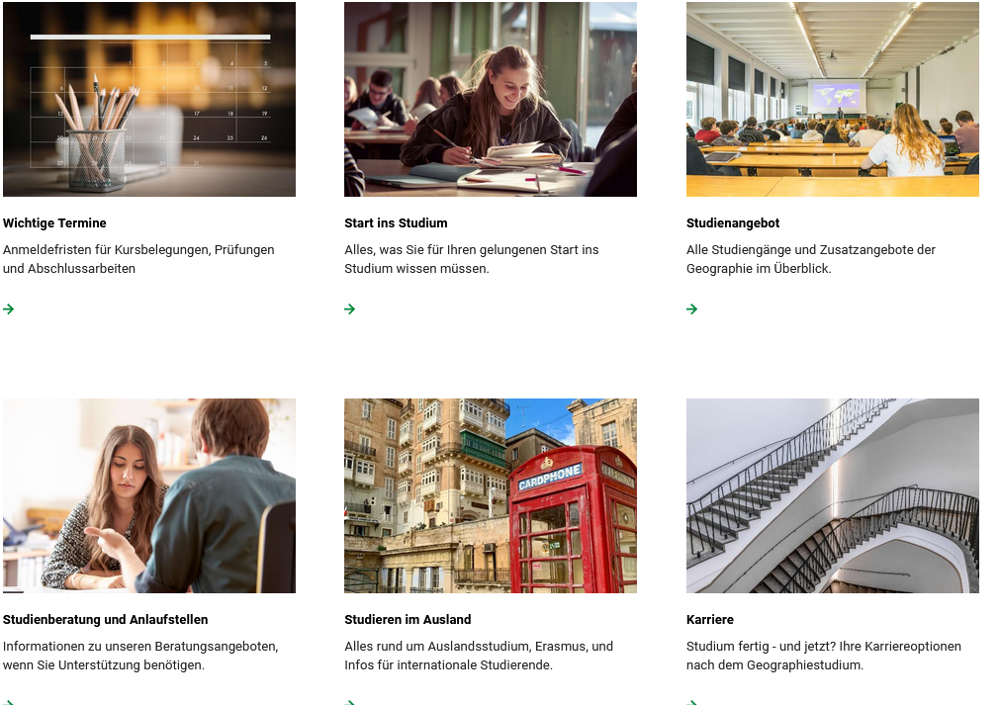 Wichtige Termine
Anmeldefristen für Kursbelegungen, Prüfungen
und Abschlussarbeiten
Start ins Studium
Alles, was Sie für Ihren gelungenen Start ins
Studium wissen müssen.
Studienangebot
Alle Studiengänge und Zusatzangebote der
Geographie im Überblick.
CARDPHONE
Studienberatung und Anlaufstellen
Informationen zu unseren Beratungsangeboten,
wenn Sie Unterstützung benötigen.
Studieren im Ausland
Alles rund um Auslandsstudium, Erasmus, und
Infos für internationale Studierende.
Karriere
Studium fertig - und jetzt? Ihre Karriereoptionen
nach dem Geographiestudium.